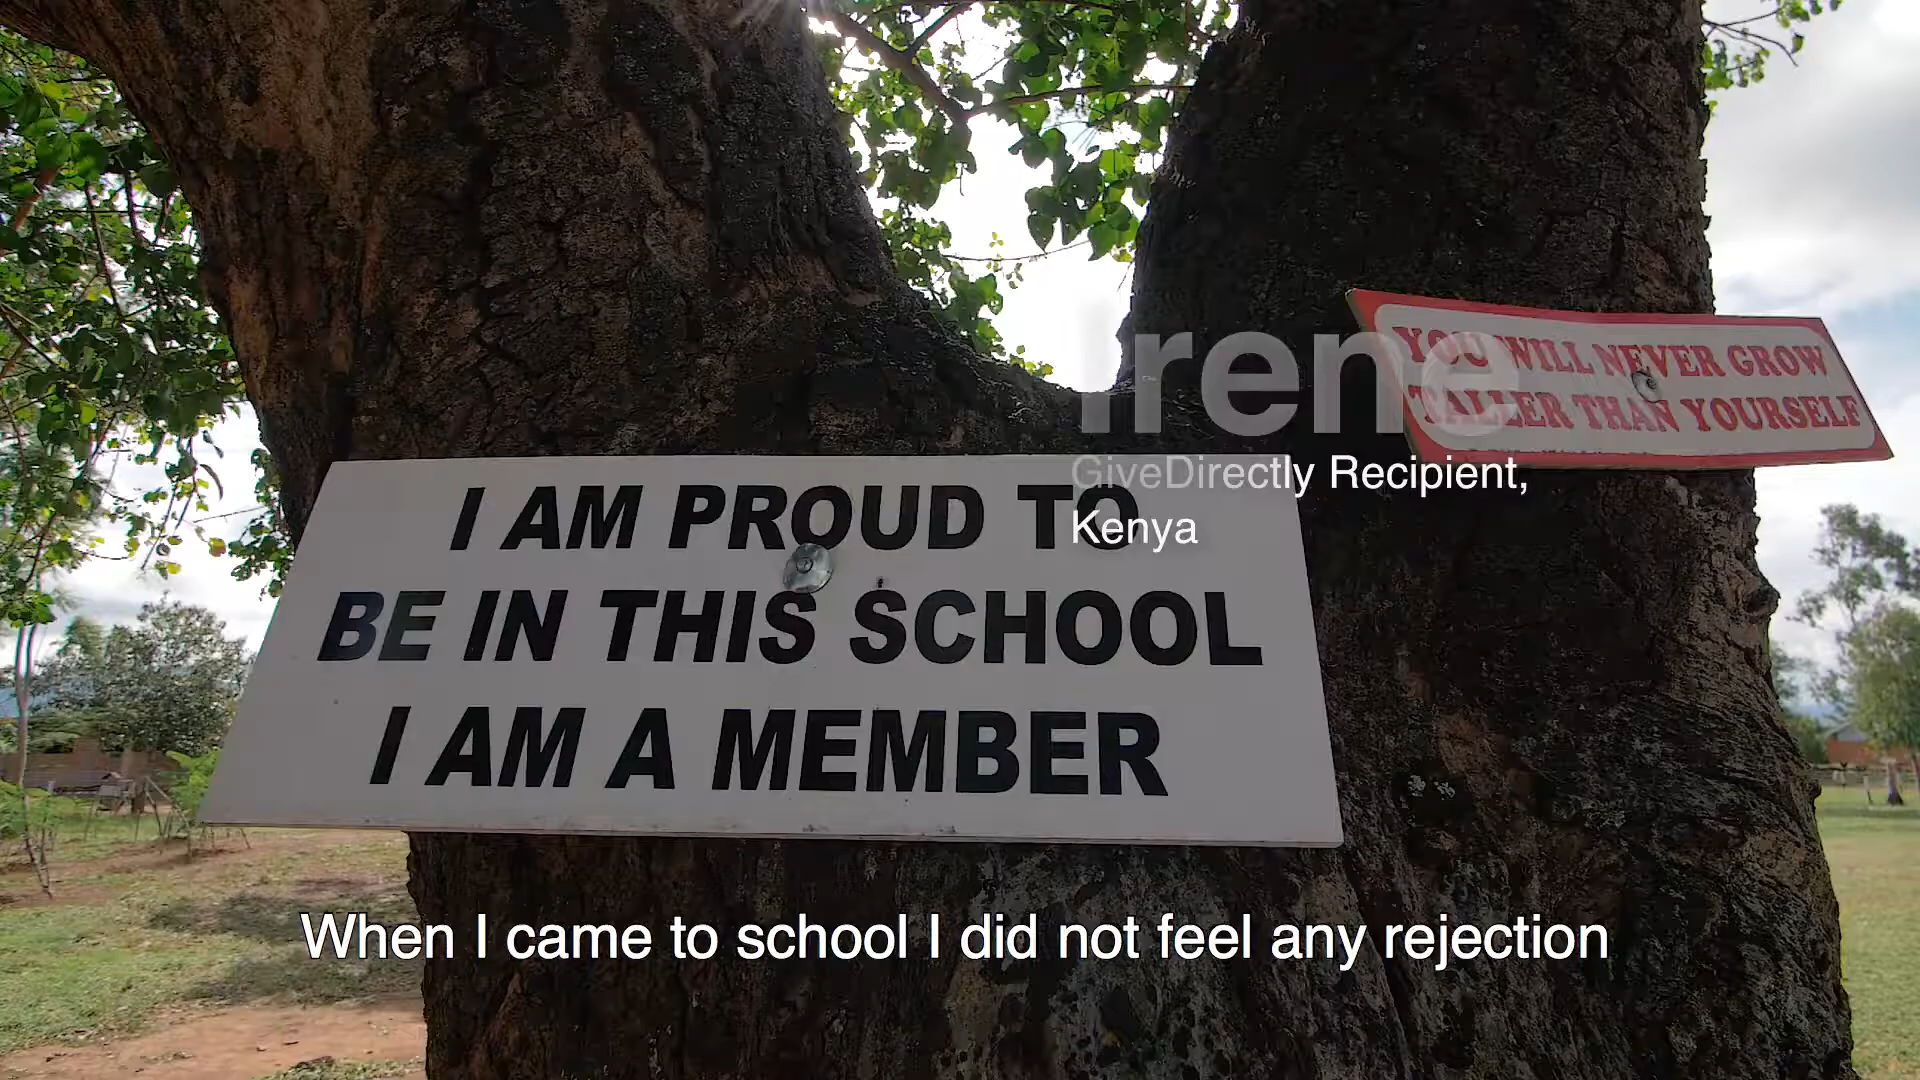 Irene
GiveDirectly Recipient,
Kenya
YOU WILL NEVER GROW
TALLER THAN YOURSELF
I AM PROUD TO
BE IN THIS SCHOOL
I AM A MEMBER
When I came to school I did not feel any rejection